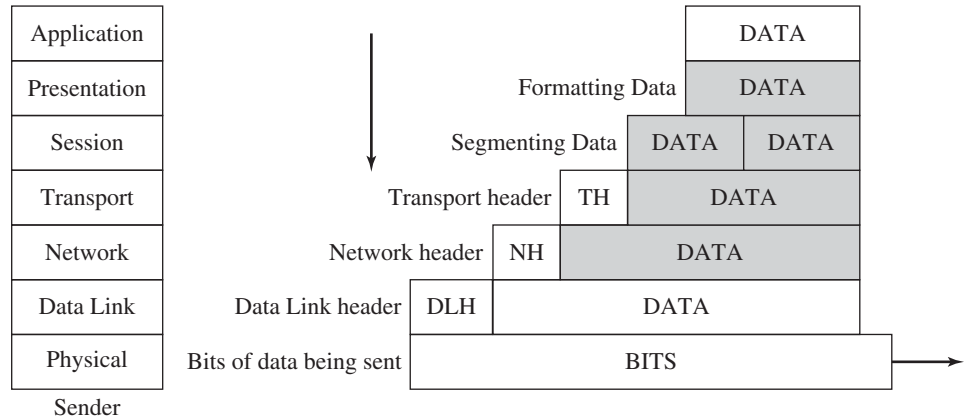 Application DATA
Presentation Formatting Data DATA
Session Segmenting Data DATA DATA
Transport Transport header TH DATA
Network Network header NH DATA
Data Link Data Link header DLH DATA
Physical Bits of data being sent BITS
Sender